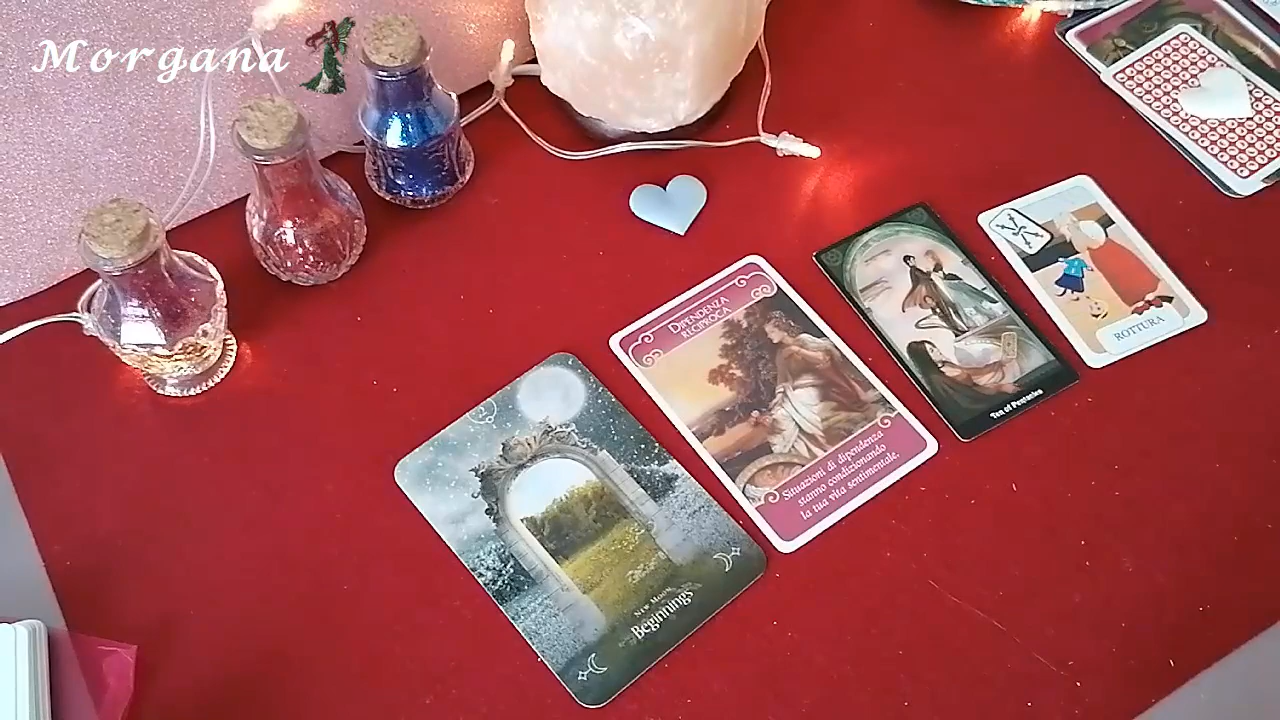 Morgana
DIPENDENZA
RECIPROCA
Situazioni di dipendenza
stanno condizionando
la tua vita sentimentale.
Ten of Pentacles
ROTTURA
NEW MOON
Beginnings